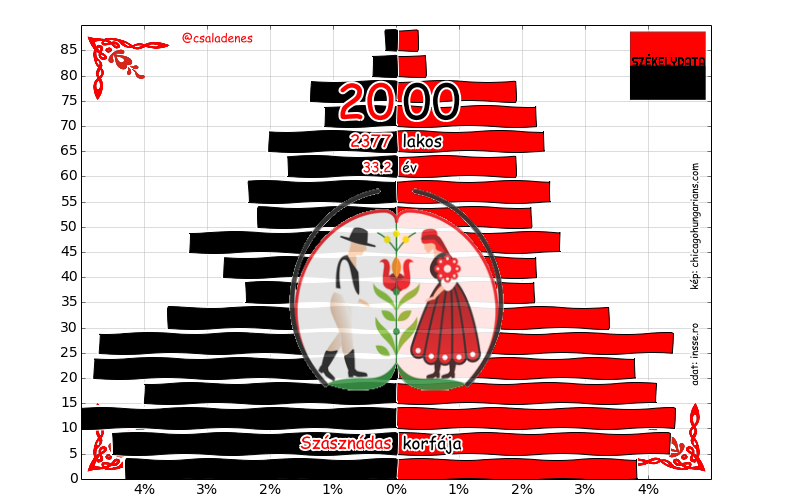 @csaladenes
SZÉKELYDATA
2000
2377 lakos
33.2 év
kép: chicagohungarians.com
adat: insse.ro
Szásznádas korfája
85
80
75
70
65
60
55
50
45
40
35
30
25
20
15
10
5
0
4% 3% 2% 1% 0% 1% 2% 3% 4%